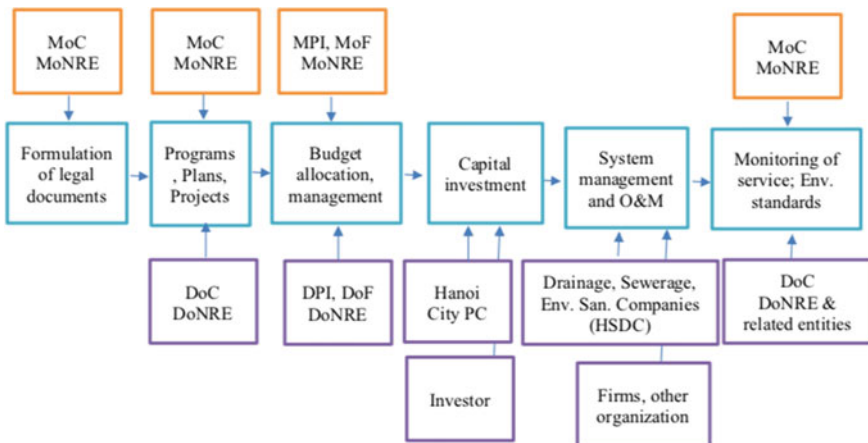 MoC
MoNRE
MoC
MoNRE
MPI, MoF
MoNRE
MoC
MoNRE
Formulation
of legal
documents
Programs
, Plans,
Projects
Budget
allocation,
management
Capital
investment
System
management
and O&M
Monitoring of
service; Env.
standards
DoC
DoNRE
DPI, DoF
DoNRE
Hanoi
City PC
Drainage, Sewerage,
Env. San. Companies
(HSDC)
DoC
DoNRE &
related entities
Investor
Firms, other
organization